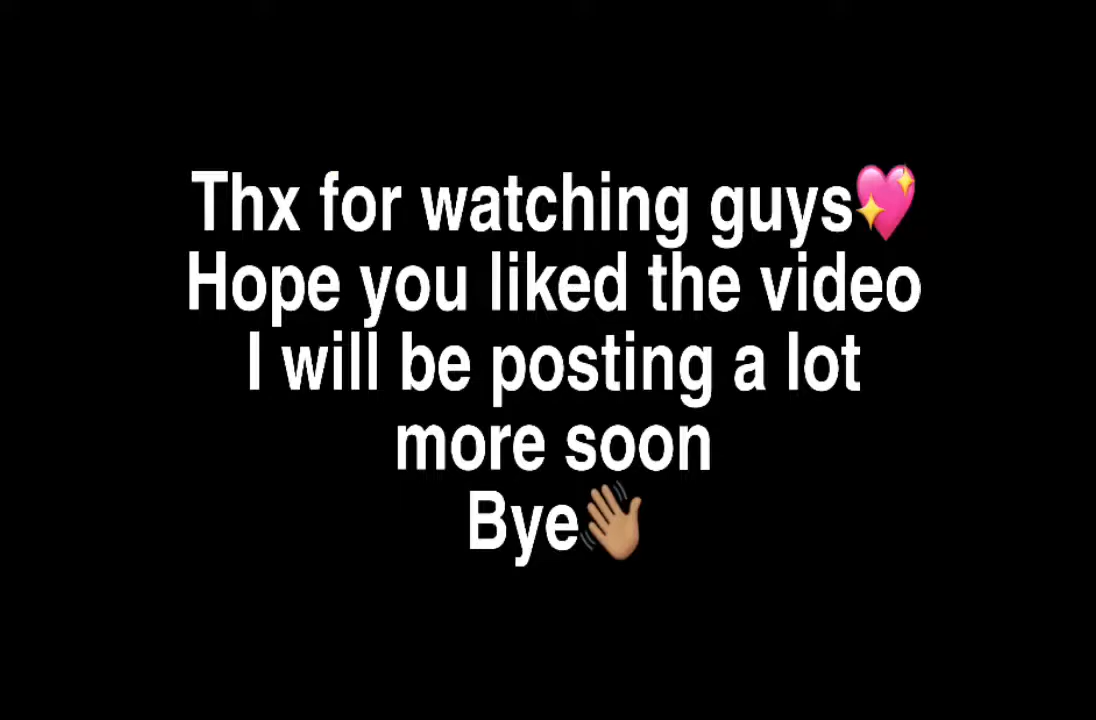 Thx for watching guys💖
Hope you liked the video
I will be posting a lot
more soon
Bye👋🏽